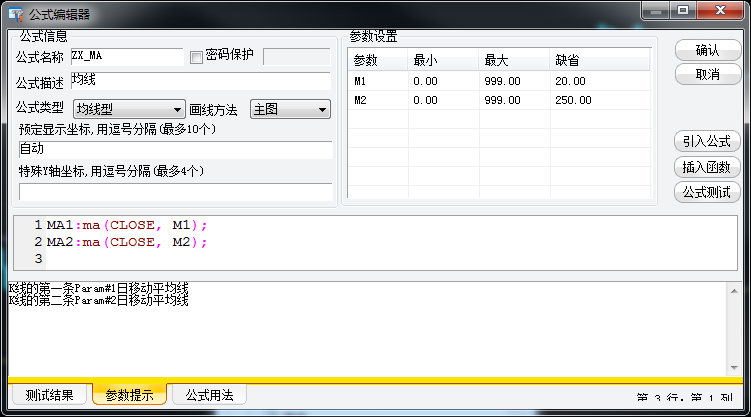 公式编辑器
公式信息
公式名称 ZX_MA 密码保护
公式描述 均线
公式类型 均线型 画线方法 主图
预定显示坐标,用逗号分隔(最多10个)
自动
特殊Y轴坐标,用逗号分隔(最多4个)
参数设置
参数 最小 最大 缺省
M1 0.00 999.00 20.00
M2 0.00 999.00 250.00
确认
取消
引入公式
插入函数
公式测试
1 MA1:ma(CLOSE, M1);
2 MA2:ma(CLOSE, M2);
3
K线的第一条Param#1日移动平均线
K线的第二条Param#2日移动平均线
测试结果 参数提示 公式用法
第 3 行, 第 1 列